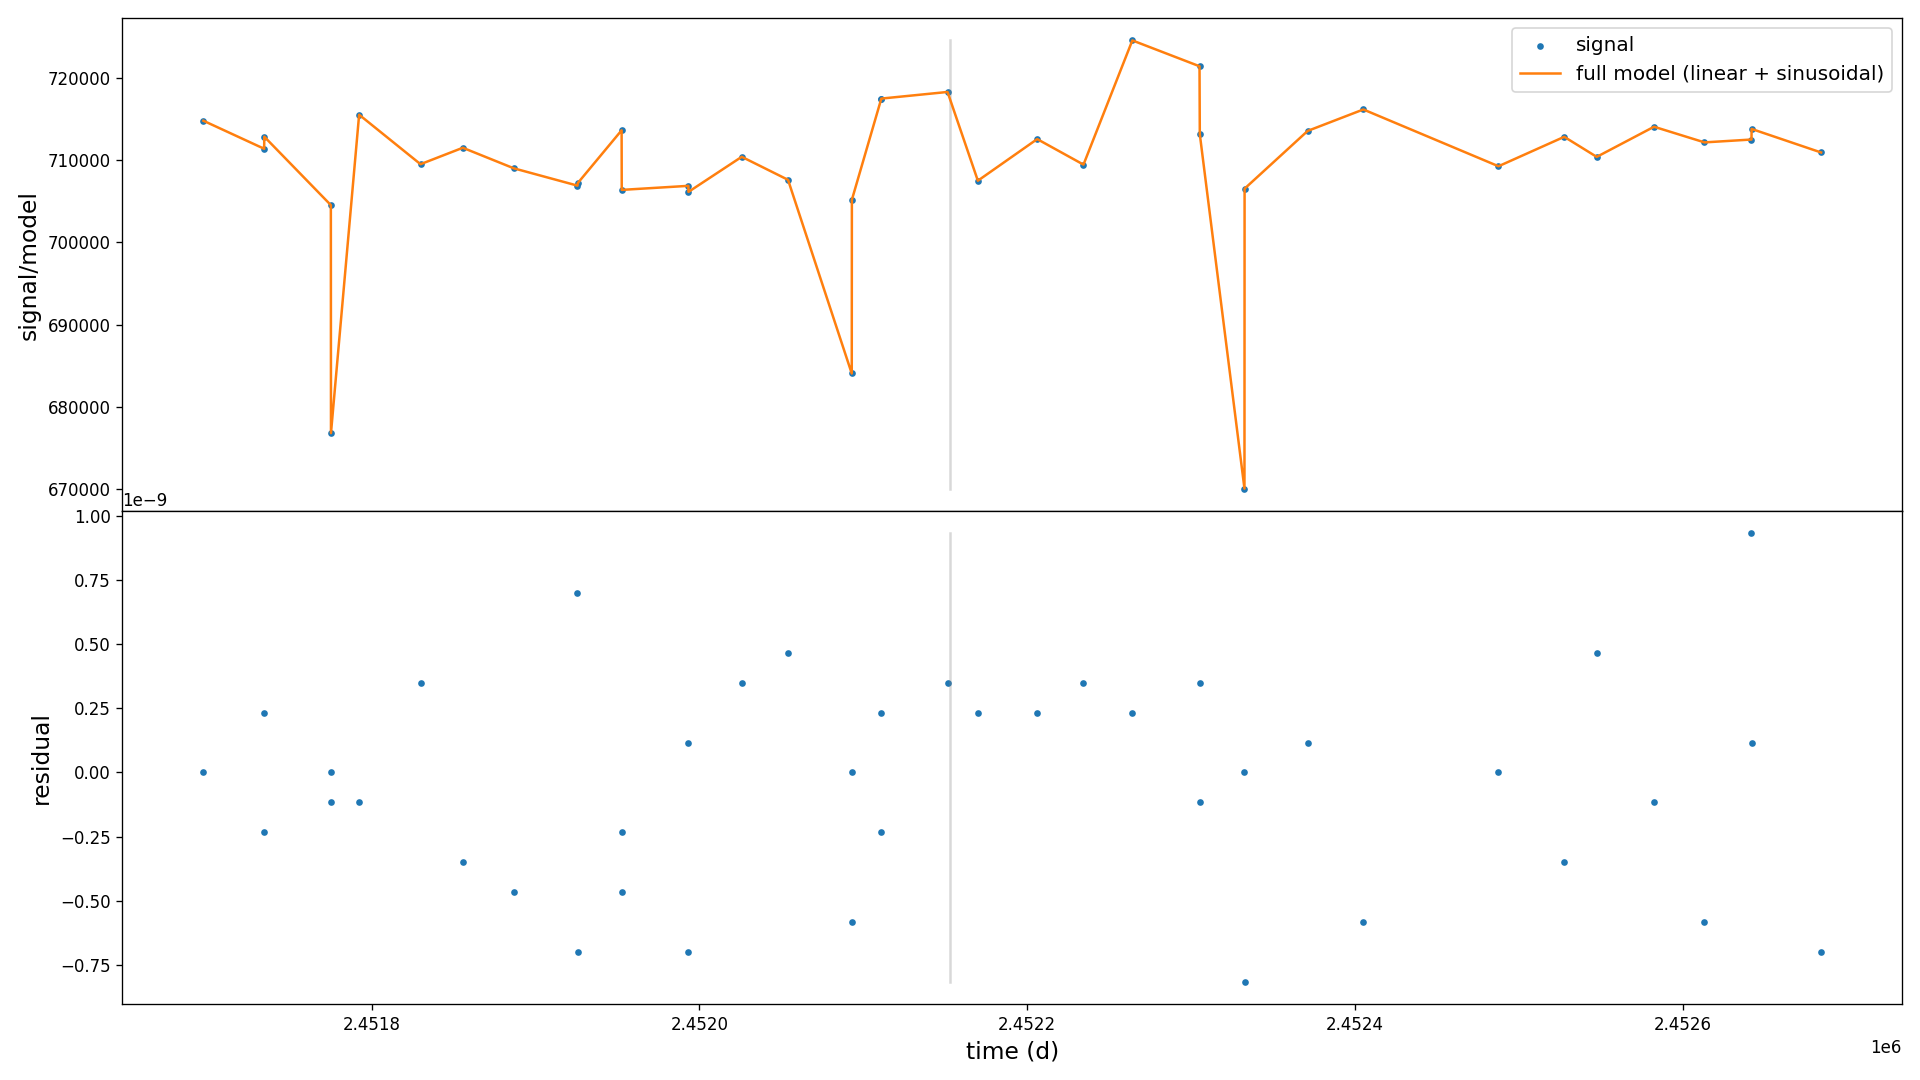 signal
full model (linear + sinusoidal)
signal/model
720000
710000
700000
690000
680000
670000
1e−9
residual
1.00
0.75
0.50
0.25
0.00
−0.25
−0.50
−0.75
2.4518
2.4520
2.4522
2.4524
2.4526
time (d)
1e6